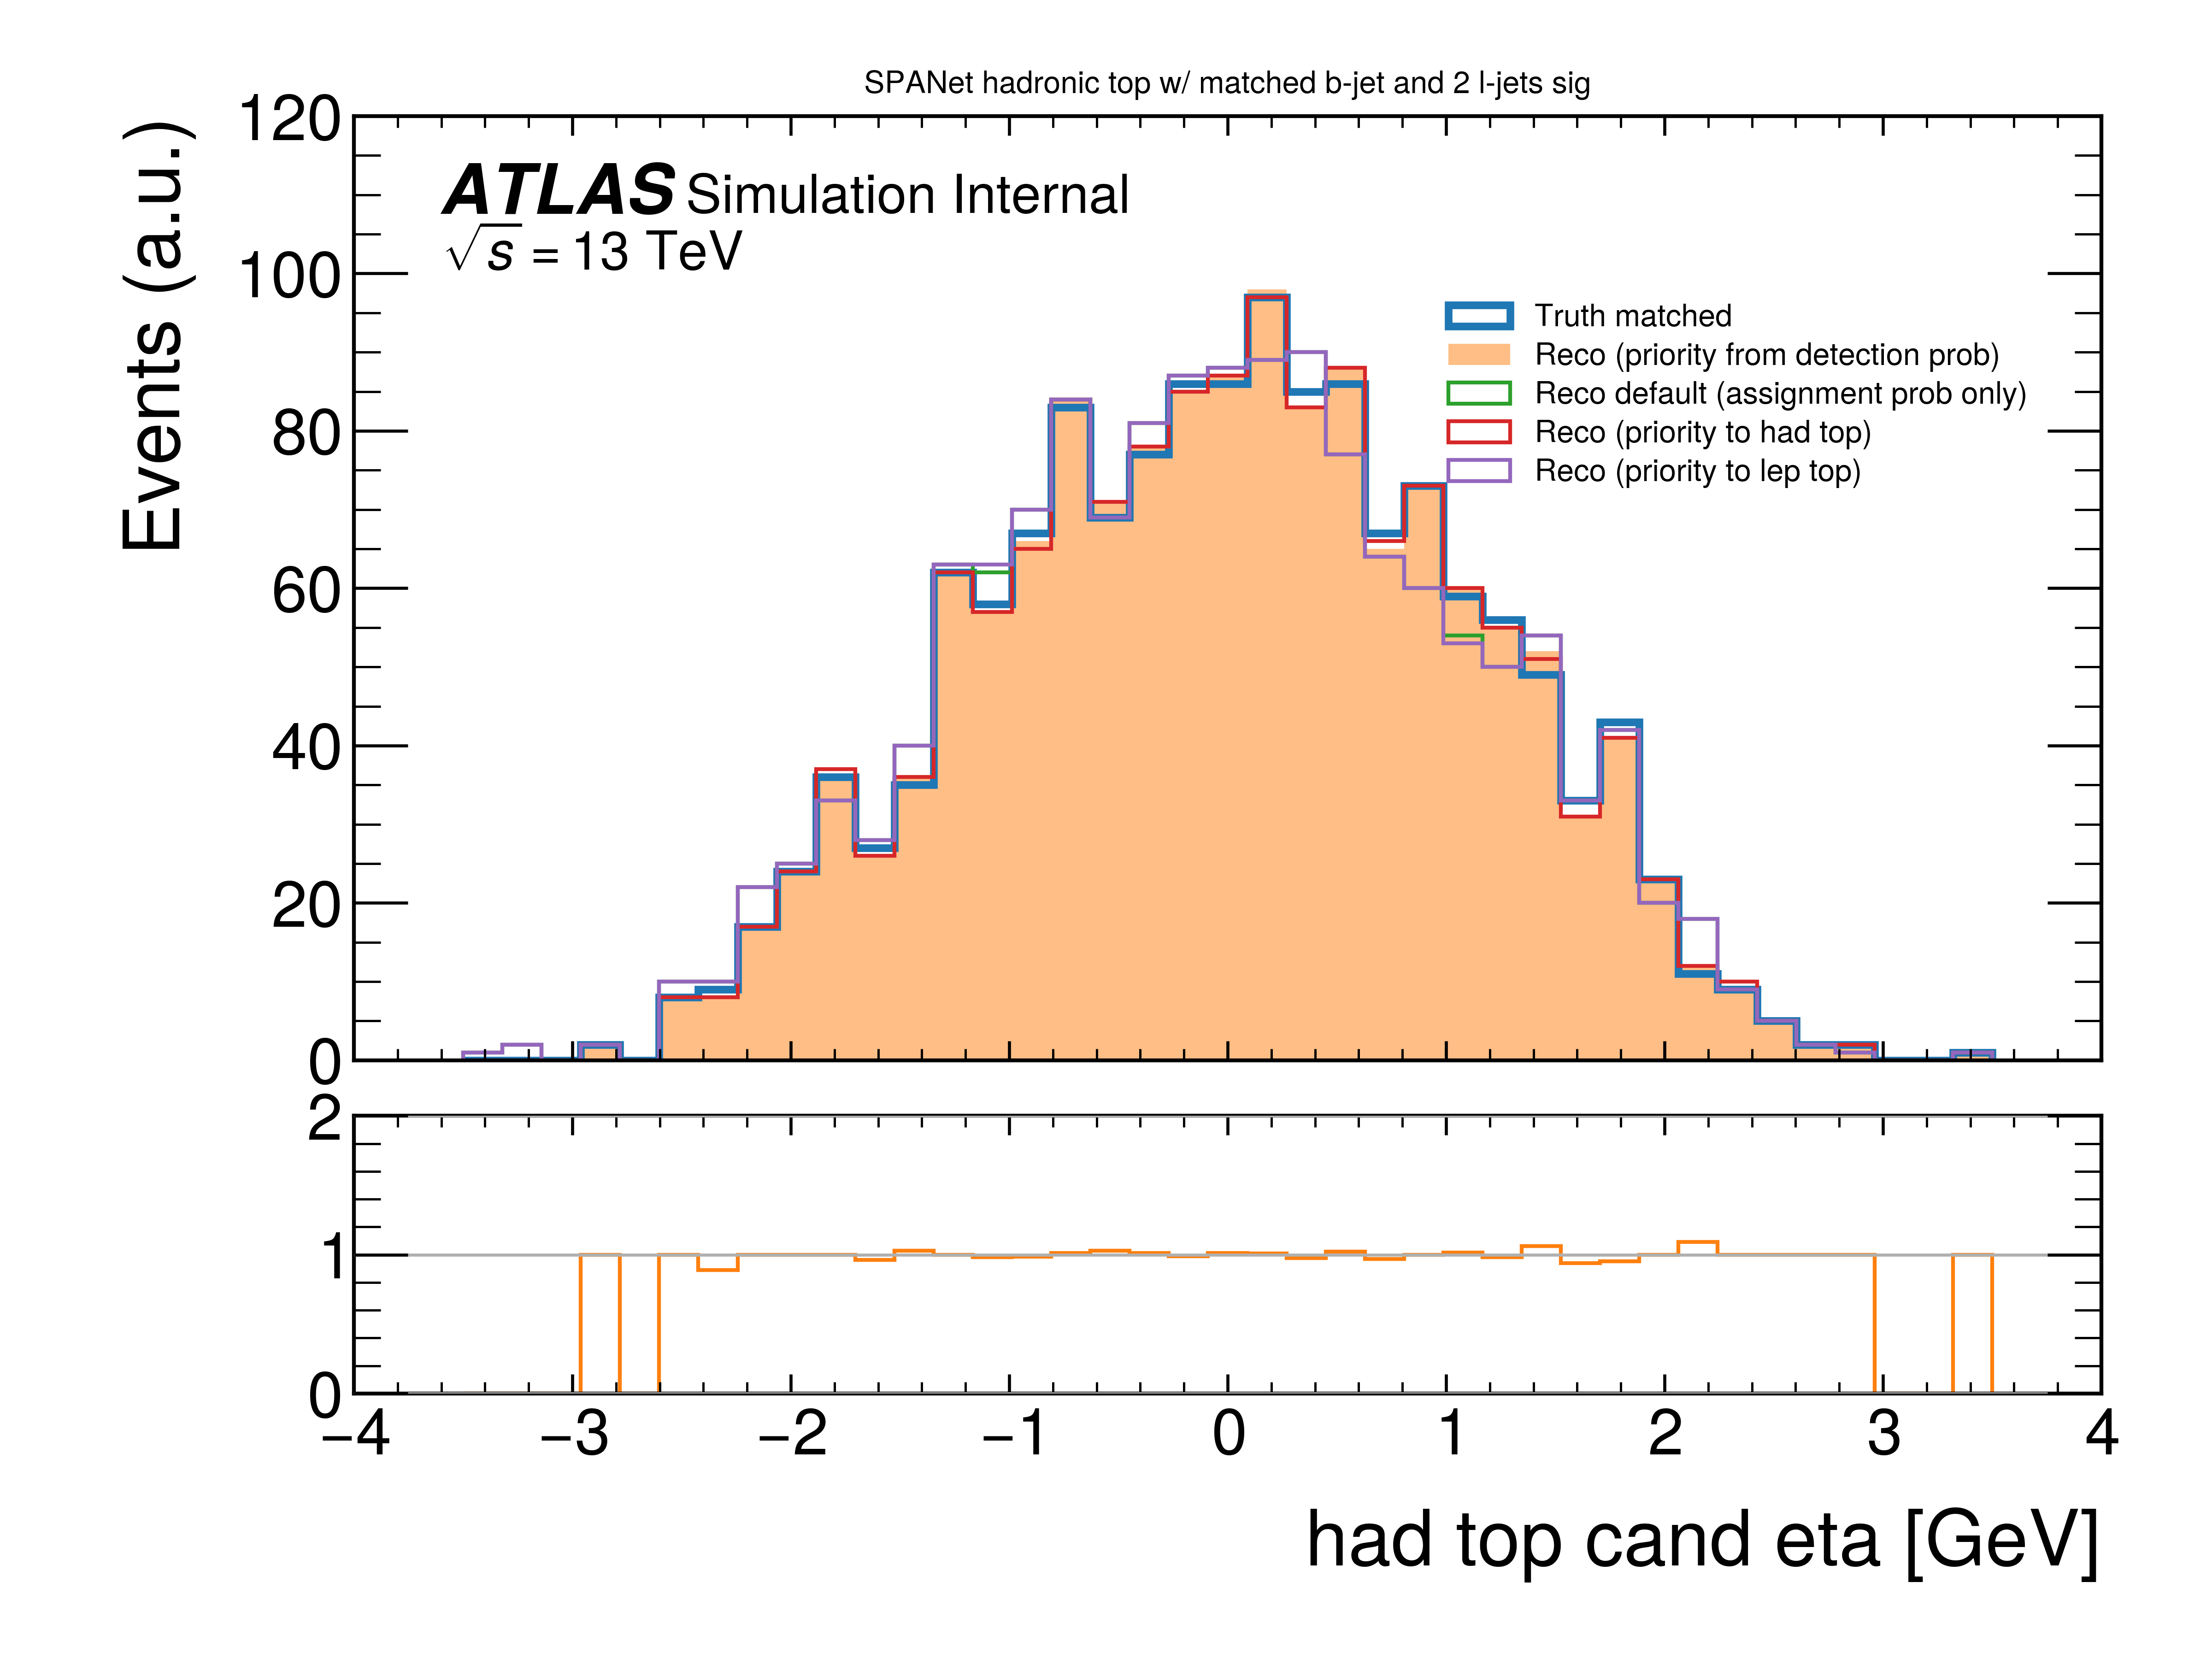 SPANet hadronic top w/ matched b-jet and 2 l-jets sig
Events (a.u.)
120
100
80
60
40
20
0
ATLAS Simulation Internal
√s = 13 TeV
Truth matched
Reco (priority from detection prob)
Reco default (assignment prob only)
Reco (priority to had top)
Reco (priority to lep top)
2
1
0
−4 −3 −2 −1 0 1 2 3 4
had top cand eta [GeV]